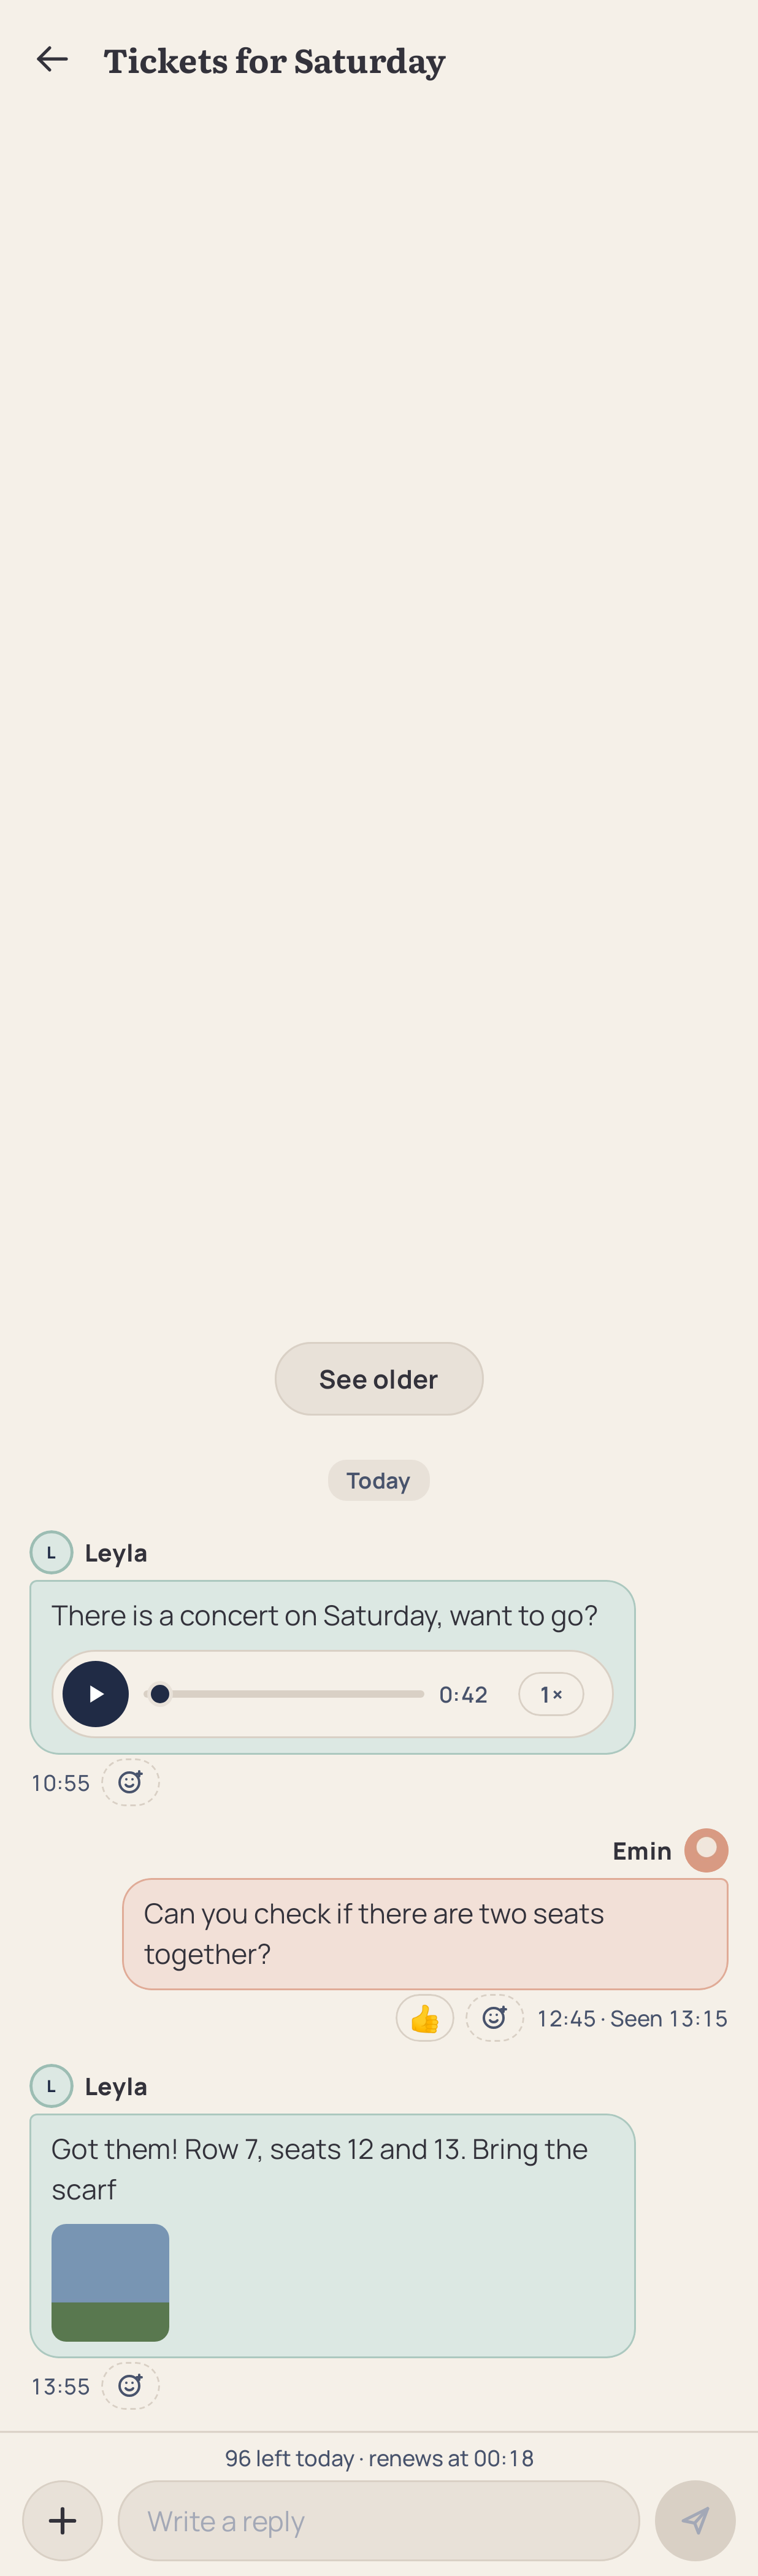 Tickets for Saturday
See older
Today
L Leyla
There is a concert on Saturday, want to go?
0:42 1×
10:55
Emin
Can you check if there are two seats
together?
12:45 · Seen 13:15
L Leyla
Got them! Row 7, seats 12 and 13. Bring the
scarf
13:55
96 left today · renews at 00:18
Write a reply